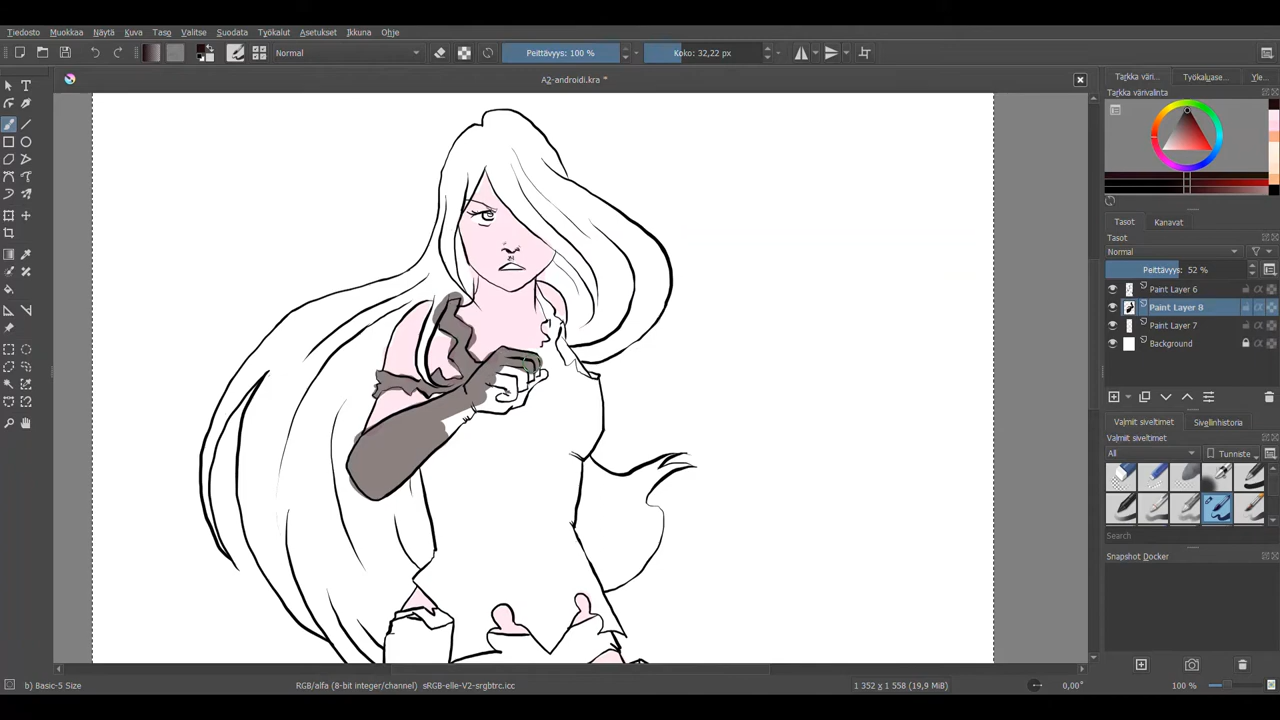 Tiedosto Muokkaa Näytä Kuva Taso Valitse Suodata Työkalut Asetukset Ikkuna Ohje
Normal Peittävyys: 100 % Koko: 32,22 px
A2-androidi.kra *
Tarkka väri... Työkaluase... Yle...
Tarkka värivalinta
Tasot Kanavat
Tasot
Normal
Peittävyys: 52 %
Paint Layer 6
Paint Layer 8
Paint Layer 7
Background
Valmiit siveltimet Sivellinhistoria
Valmiit siveltimet
All Tunniste
Search
Snapshot Docker
b) Basic-5 Size RGB/alfa (8-bit integer/channel) sRGB-elle-V2-srgbtrc.icc 1 352 x 1 558 (19,9 MiB) 0,00° 100 %